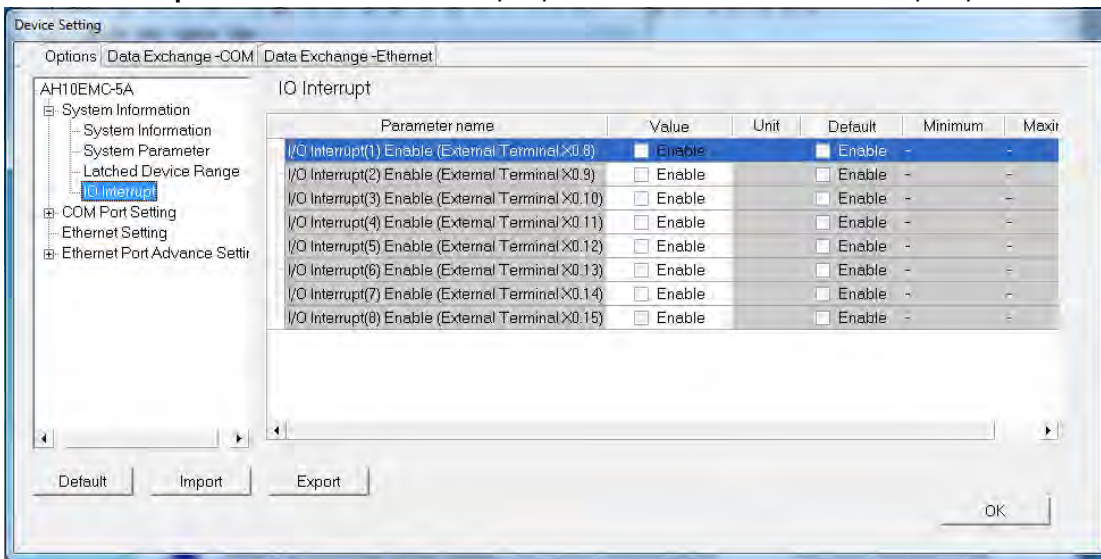 Device Setting
Options Data Exchange -COM Data Exchange -Ethernet
AH10EMC-5A
System Information
System Information
System Parameter
Latched Device Range
IO Interrupt
COM Port Setting
Ethernet Setting
Ethernet Port Advance Settir
IO Interrupt
Parameter name Value Unit Default Minimum Maxir
I/O Interrupt(1) Enable (External Terminal X0.8) Enable Enable - -
I/O Interrupt(2) Enable (External Terminal X0.9) Enable Enable - -
I/O Interrupt(3) Enable (External Terminal X0.10) Enable Enable - -
I/O Interrupt(4) Enable (External Terminal X0.11) Enable Enable - -
I/O Interrupt(5) Enable (External Terminal X0.12) Enable Enable - -
I/O Interrupt(6) Enable (External Terminal X0.13) Enable Enable - -
I/O Interrupt(7) Enable (External Terminal X0.14) Enable Enable - -
I/O Interrupt(8) Enable (External Terminal X0.15) Enable Enable - -
Default Import Export
OK